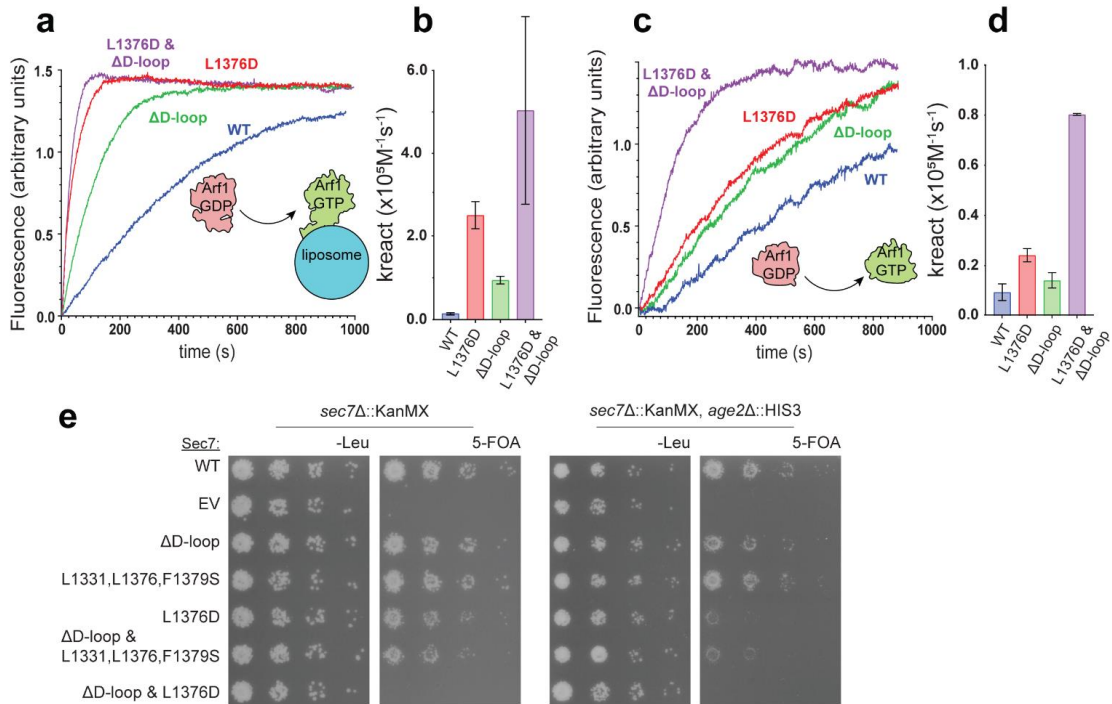 a
L1376D &
ΔD-loop
L1376D
ΔD-loop
WT
Arf1
GDP
Arf1
GTP
liposome
Fluorescence (arbitrary units)
1.5
1.0
0.5
0.0
0
200
400
600
800
1000
time (s)
b
kreact (x10⁵M⁻¹s⁻¹)
6.0
4.0
2.0
0.0
WT
L1376D
ΔD-loop
L1376D &
ΔD-loop
c
L1376D &
ΔD-loop
L1376D
ΔD-loop
WT
Arf1
GDP
Arf1
GTP
Fluorescence (arbitrary units)
1.0
0.5
0.0
0
200
400
600
800
1000
time (s)
d
kreact (x10⁵M⁻¹s⁻¹)
1.0
0.8
0.6
0.4
0.2
0.0
WT
L1376D
ΔD-loop
L1376D &
ΔD-loop
e
sec7Δ::KanMX
sec7Δ::KanMX, age2Δ::HIS3
Sec7:
-Leu
5-FOA
-Leu
5-FOA
WT
EV
ΔD-loop
L1331,L1376,F1379S
L1376D
ΔD-loop &
L1331,L1376,F1379S
ΔD-loop & L1376D